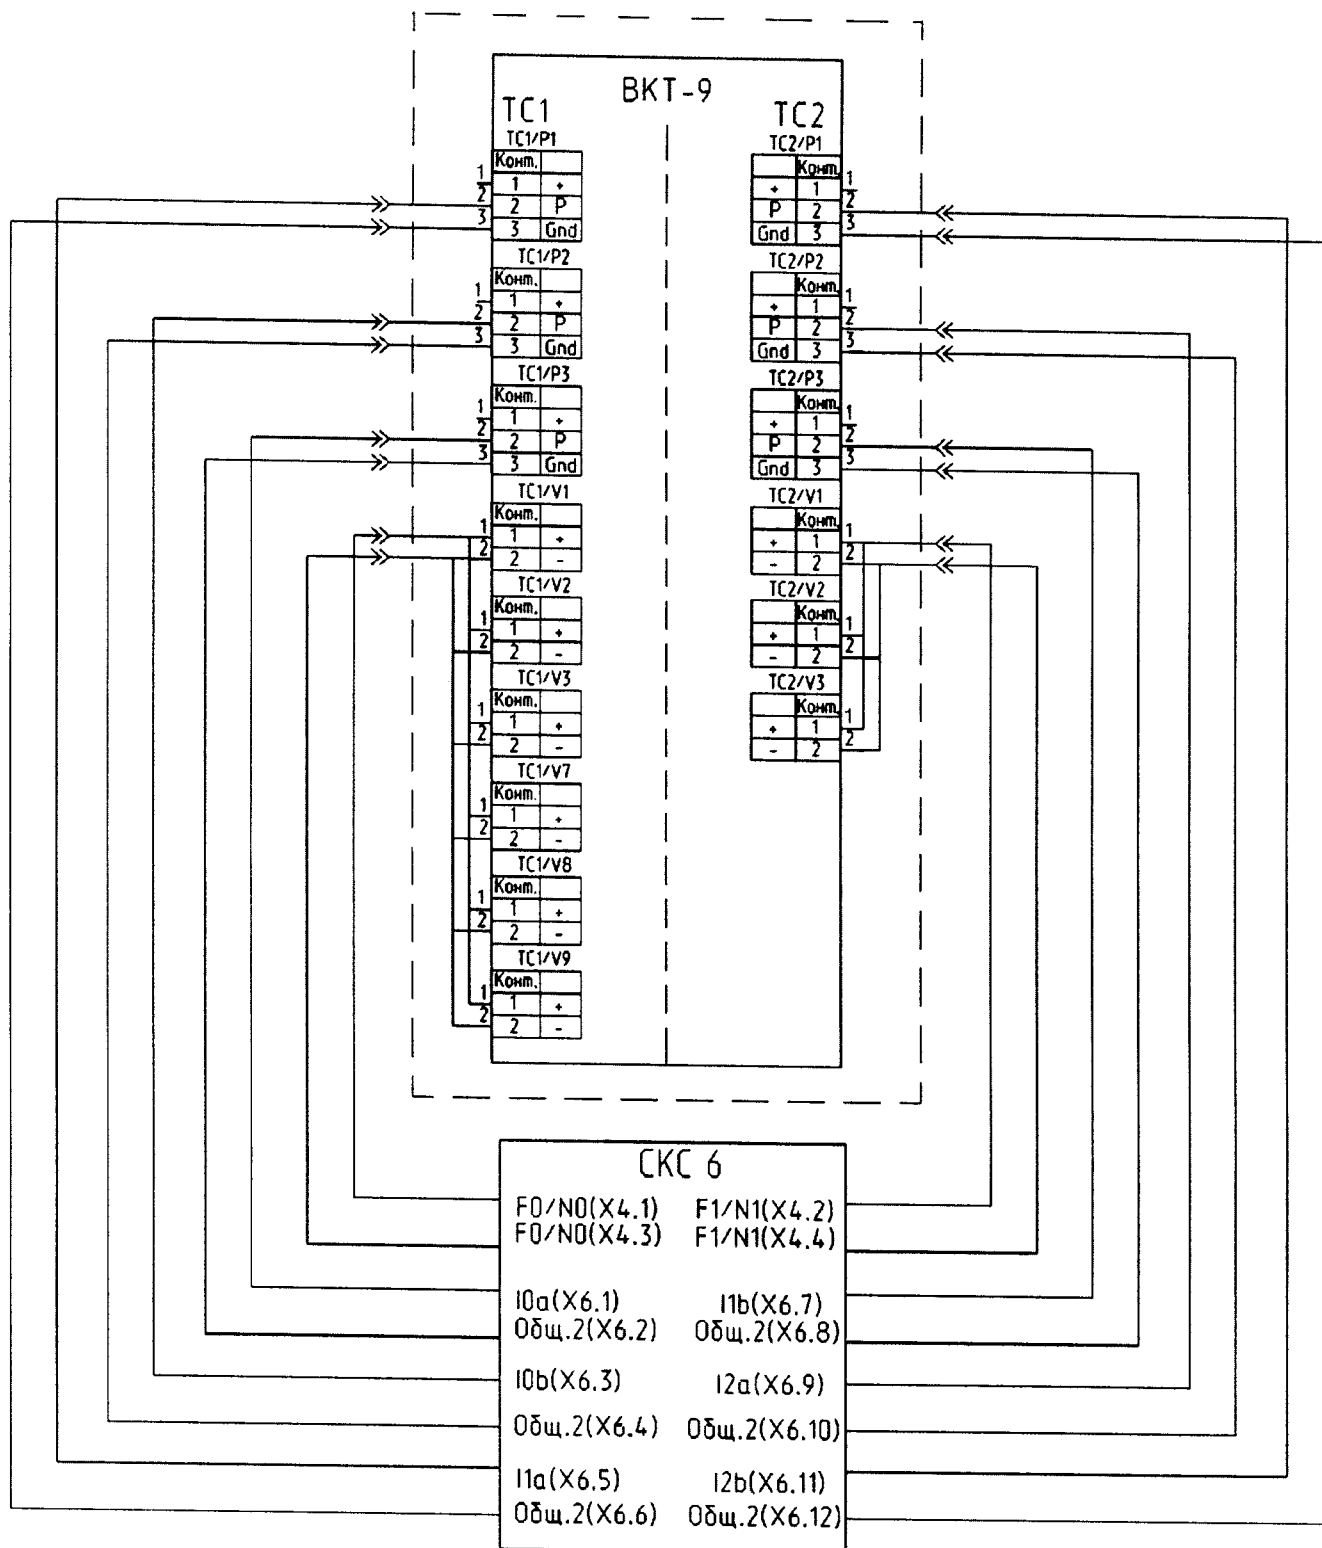 ВКТ-9
ТС1
ТС1/Р1
Конт.
1 1 +
2 2 Р
3 3 Gnd
ТС1/Р2
Конт.
1 1 +
2 2 Р
3 3 Gnd
ТС1/Р3
Конт.
1 1 +
2 2 Р
3 3 Gnd
ТС1/V1
Конт.
1 1 +
2 2 -
ТС1/V2
Конт.
1 1 +
2 2 -
ТС1/V3
Конт.
1 1 +
2 2 -
ТС1/V7
Конт.
1 1 +
2 2 -
ТС1/V8
Конт.
1 1 +
2 2 -
ТС1/V9
Конт.
1 1 +
2 2 -
ТС2
ТС2/Р1
Конт.
+ 1 1
Р 2 2
Gnd 3 3
ТС2/Р2
Конт.
+ 1 1
Р 2 2
Gnd 3 3
ТС2/Р3
Конт.
+ 1 1
Р 2 2
Gnd 3 3
ТС2/V1
Конт.
+ 1 1
- 2 2
ТС2/V2
Конт.
+ 1 1
- 2 2
ТС2/V3
Конт.
+ 1 1
- 2 2
СКС 6
F0/N0(X4.1) F1/N1(X4.2)
F0/N0(X4.3) F1/N1(X4.4)
I0a(X6.1) I1b(X6.7)
Общ.2(X6.2) Общ.2(X6.8)
I0b(X6.3) I2a(X6.9)
Общ.2(X6.4) Общ.2(X6.10)
I1a(X6.5) I2b(X6.11)
Общ.2(X6.6) Общ.2(X6.12)